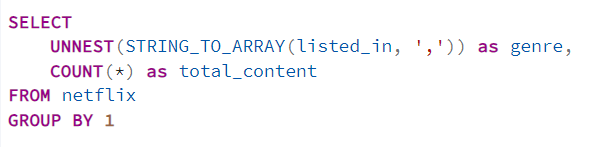 SELECT
    UNNEST(STRING_TO_ARRAY(listed_in, ',')) as genre,
    COUNT(*) as total_content
FROM netflix
GROUP BY 1